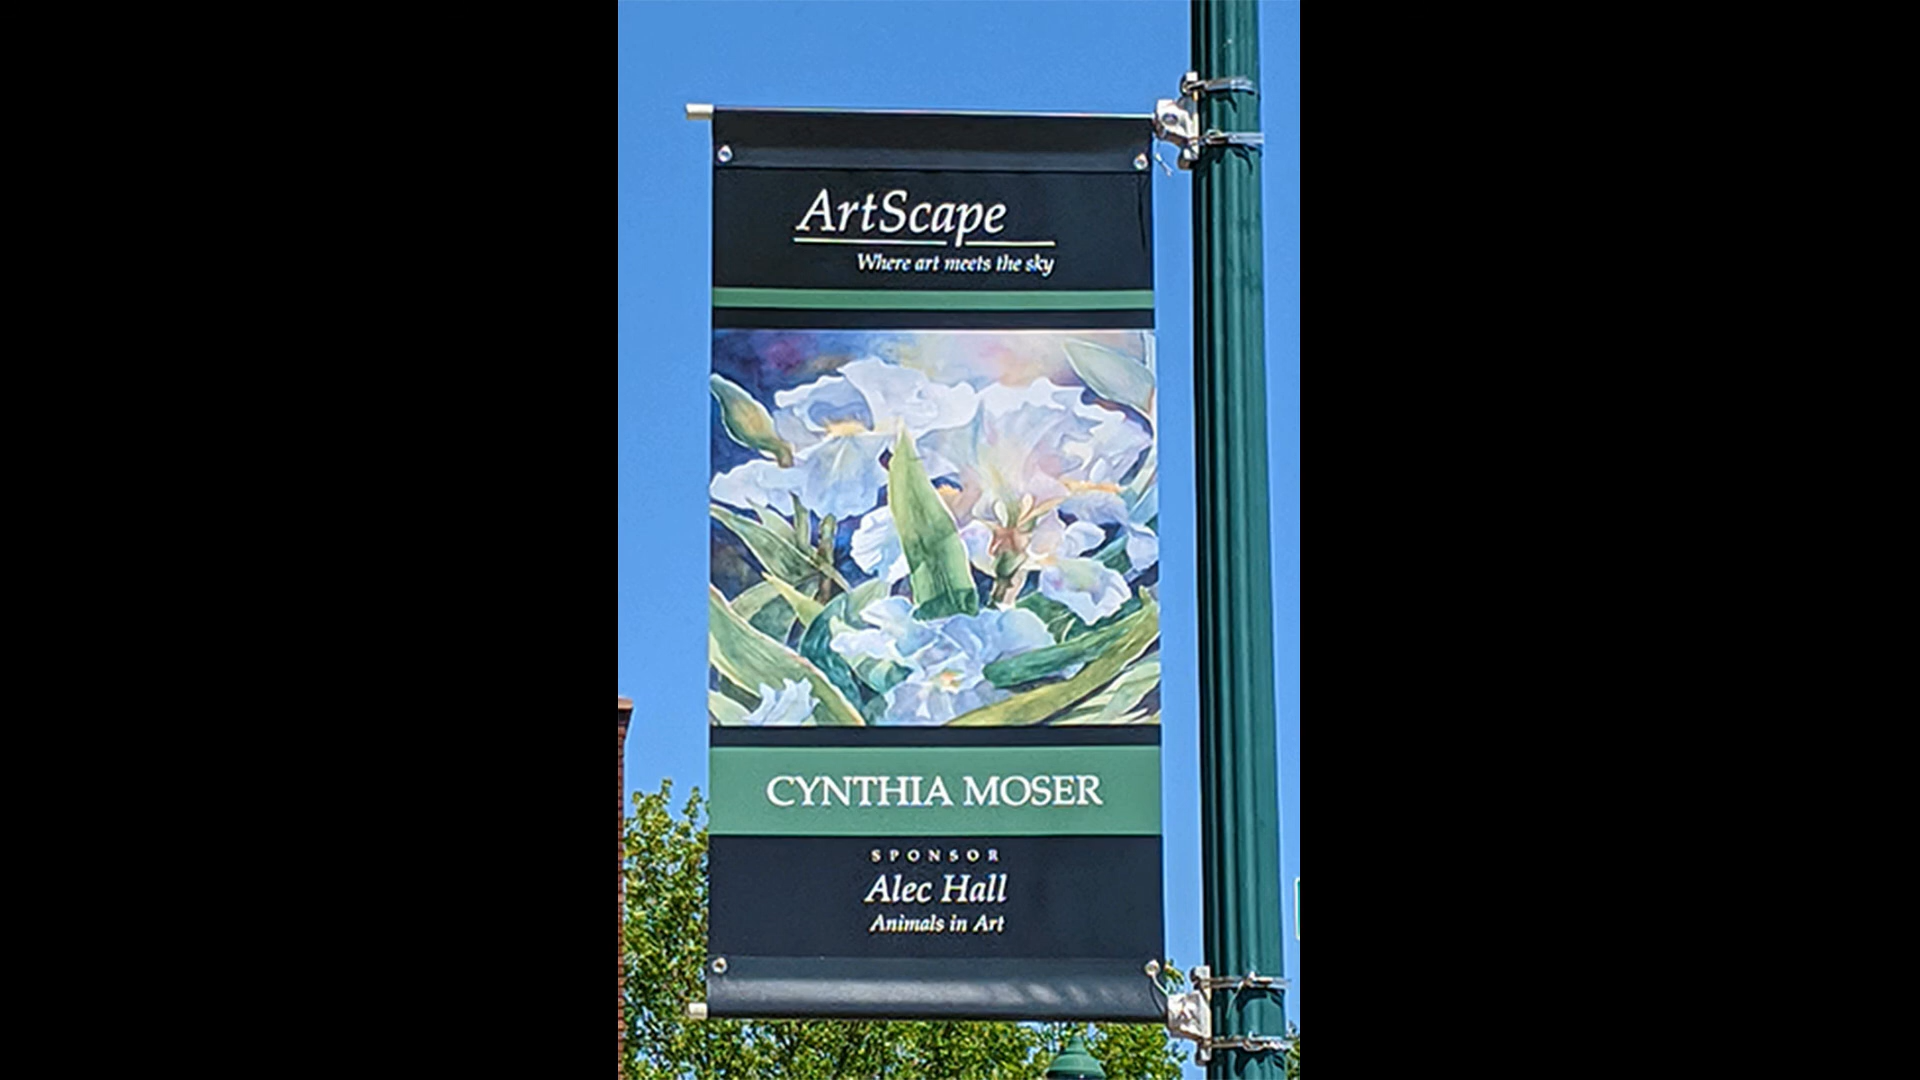 ArtScape
Where art meets the sky
CYNTHIA MOSER
SPONSOR
Alec Hall
Animals in Art